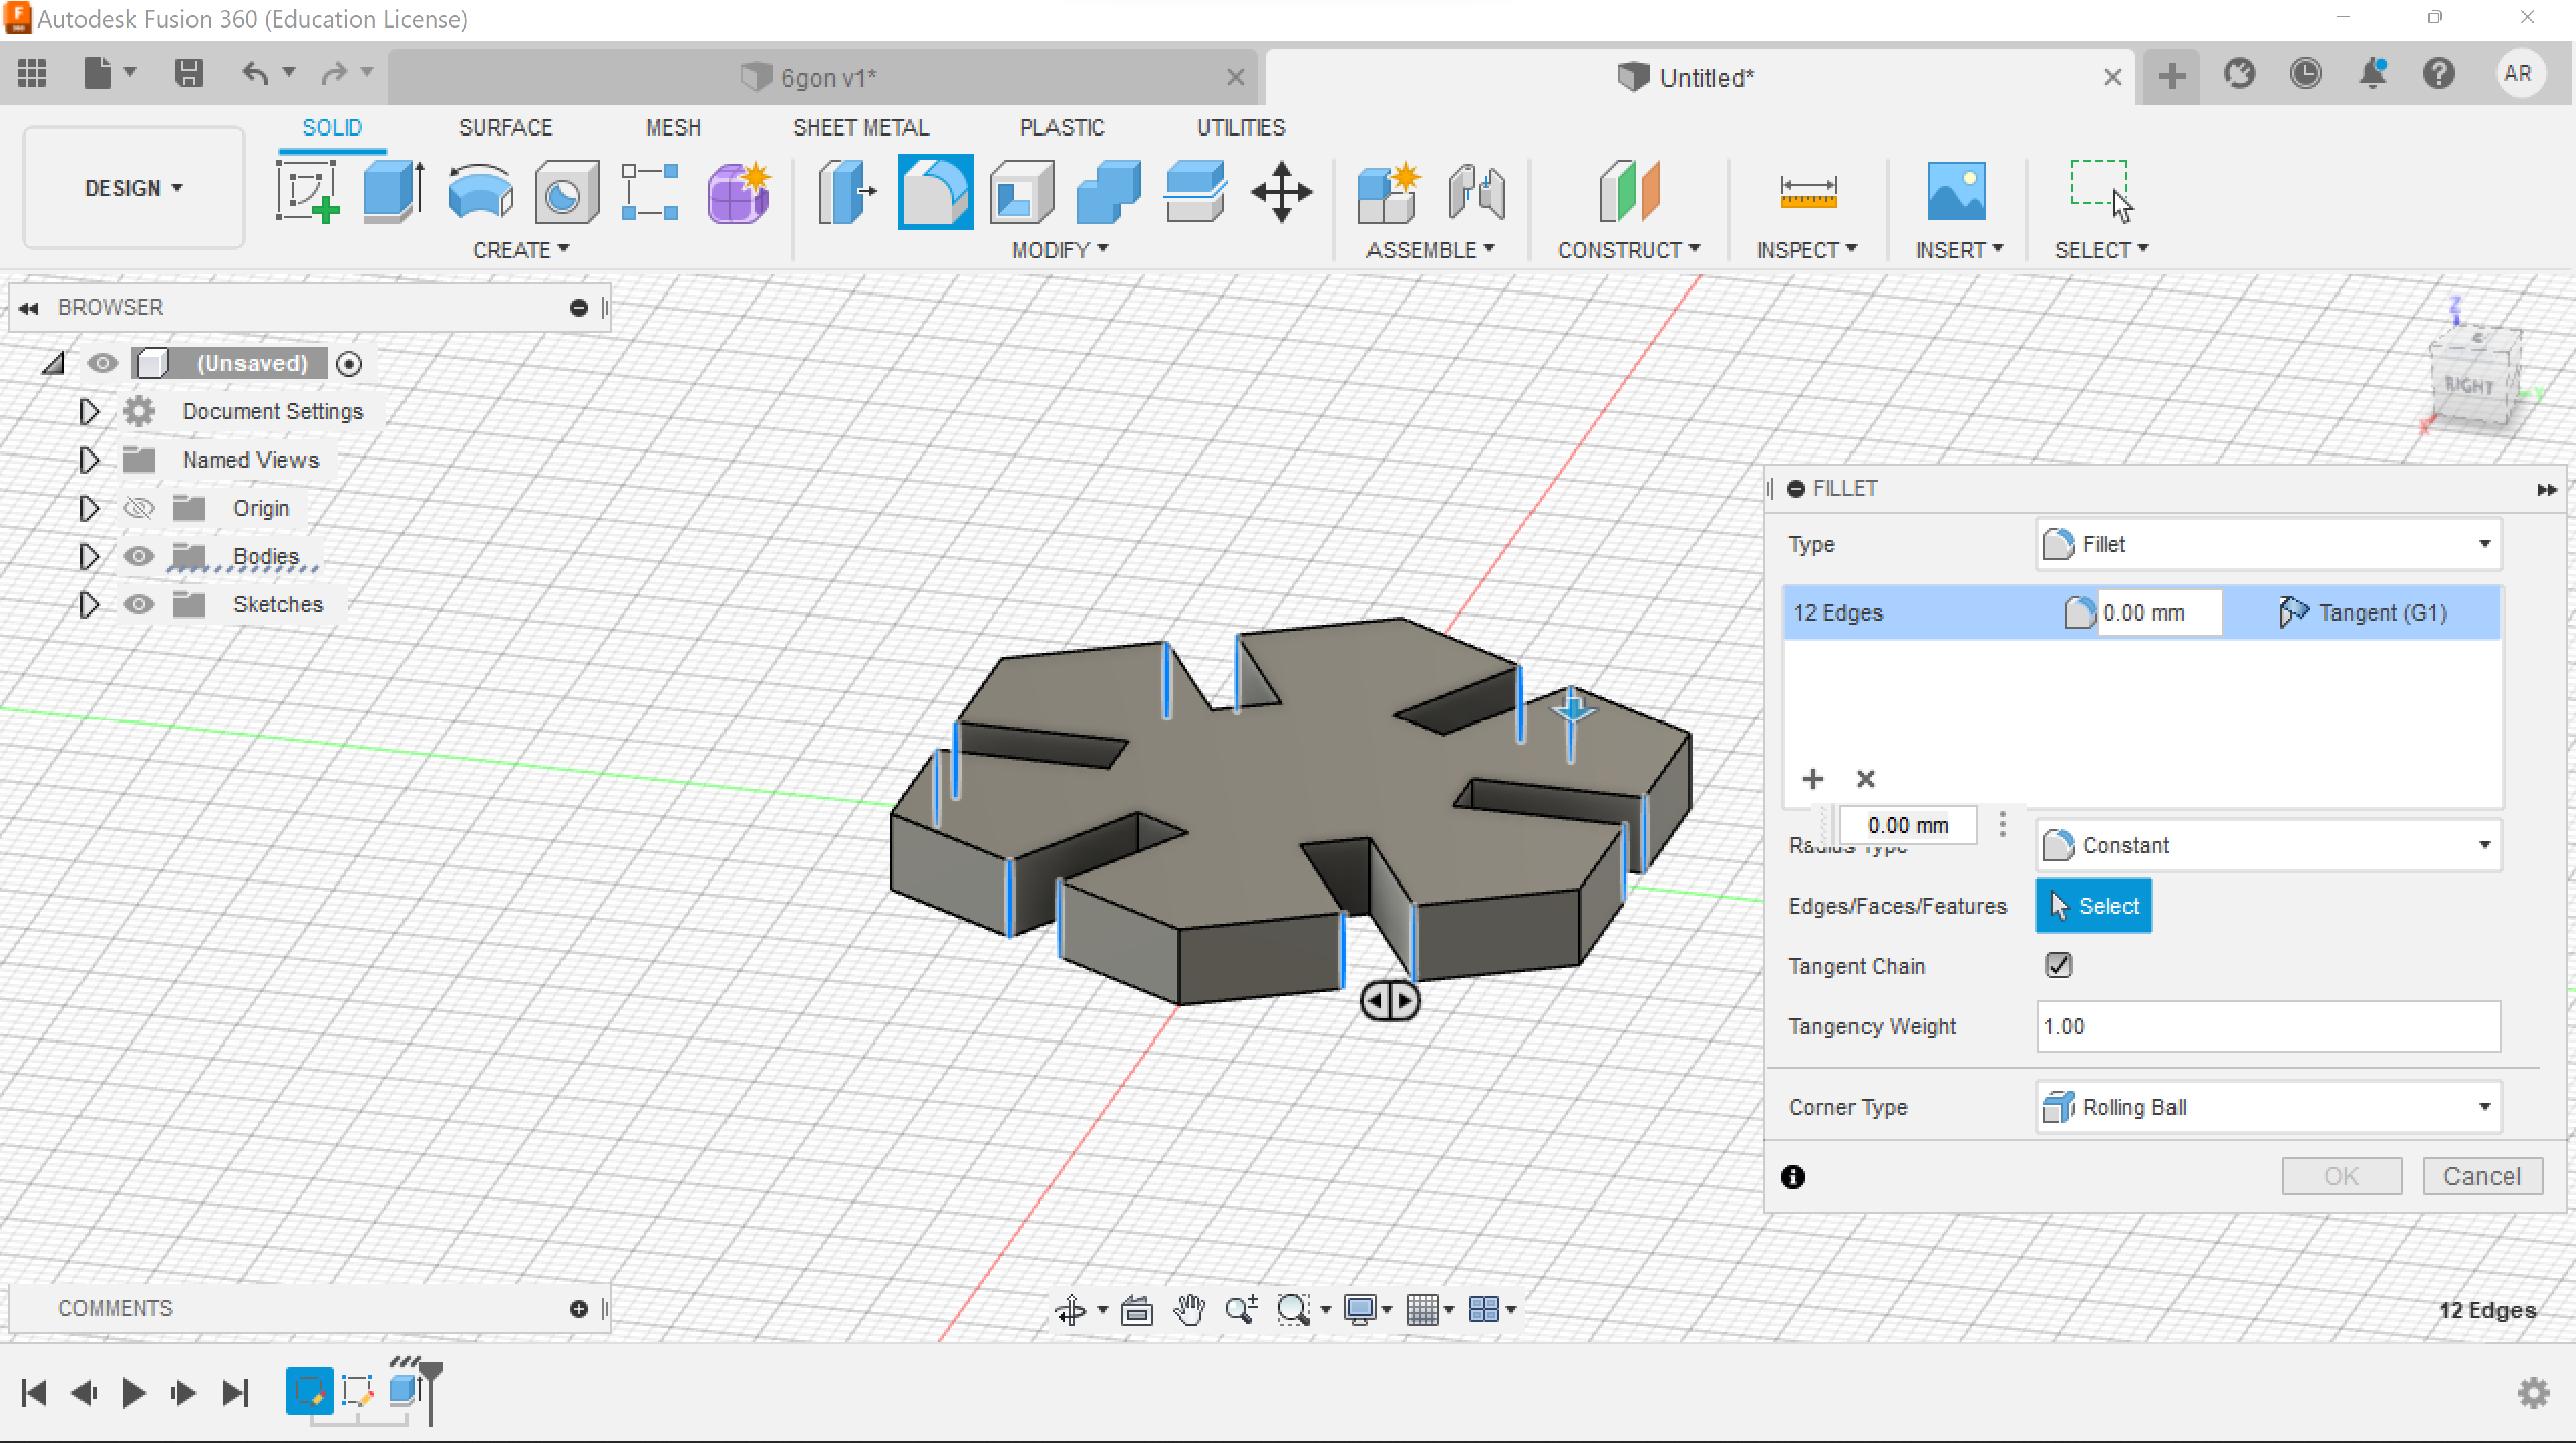 Autodesk Fusion 360 (Education License)
6gon v1*
Untitled*
AR
SOLID SURFACE MESH SHEET METAL PLASTIC UTILITIES
DESIGN
CREATE MODIFY ASSEMBLE CONSTRUCT INSPECT INSERT SELECT
BROWSER
(Unsaved)
Document Settings
Named Views
Origin
Bodies
Sketches
Z
RIGHT
Y
X
FILLET
Type Fillet
12 Edges 0.00 mm Tangent (G1)
0.00 mm
Radius Type Constant
Edges/Faces/Features Select
Tangent Chain
Tangency Weight 1.00
Corner Type Rolling Ball
OK Cancel
COMMENTS
12 Edges